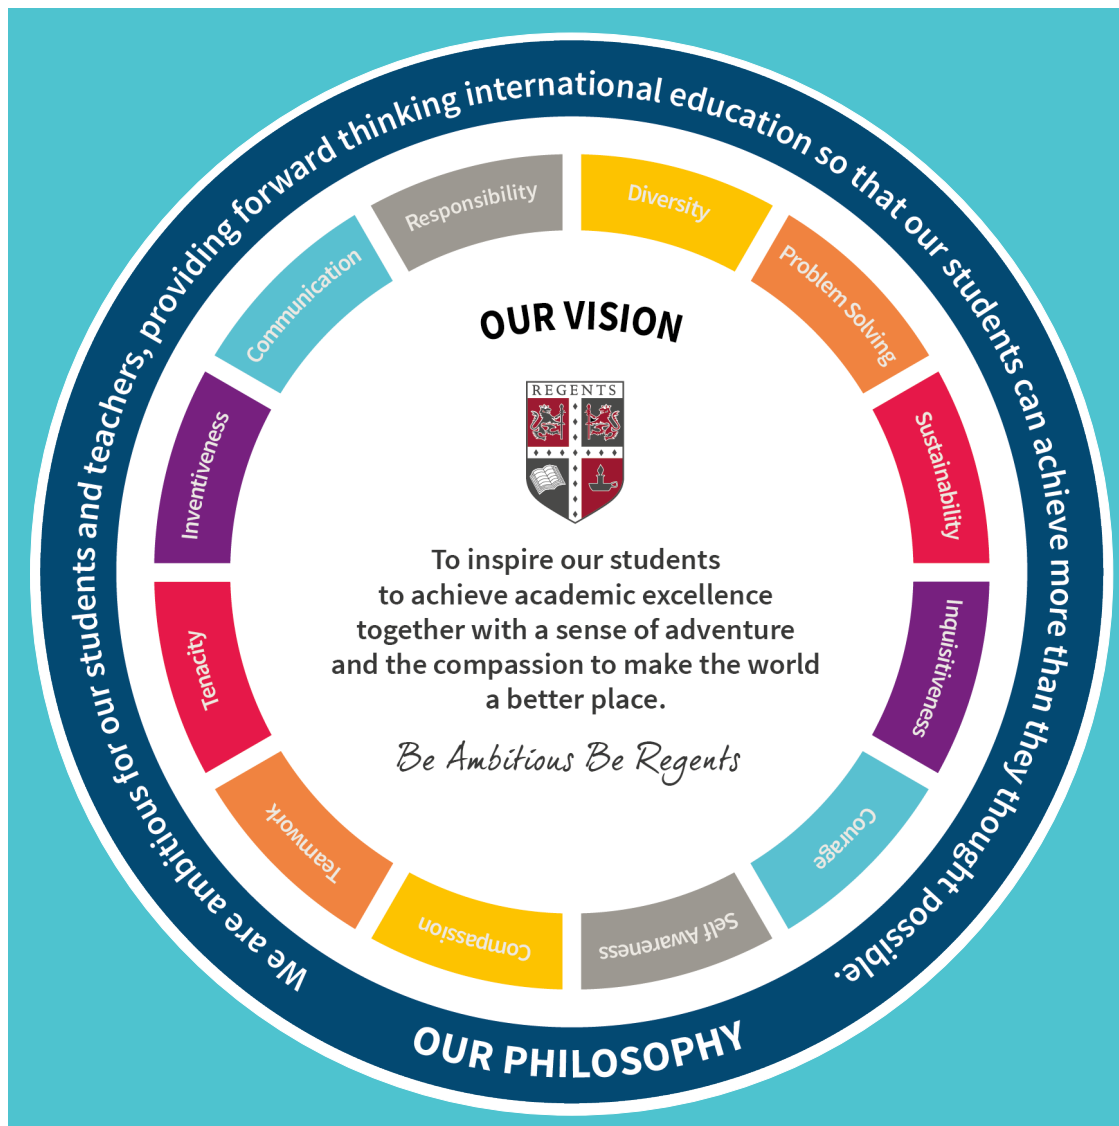 We are ambitious for our students and teachers, providing forward thinking international education so that our students can achieve more than they thought possible.
Responsibility
Diversity
Problem Solving
Sustainability
Inquisitiveness
Courage
Self Awareness
Compassion
Teamwork
Tenacity
Inventiveness
Communication
OUR VISION
REGENTS
To inspire our students
to achieve academic excellence
together with a sense of adventure
and the compassion to make the world
a better place.
Be Ambitious Be Regents
OUR PHILOSOPHY